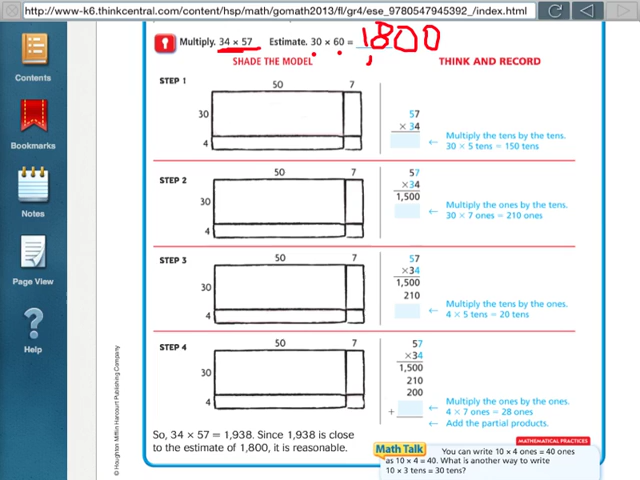 http://www-k6.thinkcentral.com/content/hsp/math/gomath2013/fl/gr4/ese_9780547945392_/index.html
Contents
Bookmarks
Notes
Page View
Help
Multiply. 34 × 57 Estimate. 30 × 60 = 1,800
SHADE THE MODEL THINK AND RECORD
STEP 1
50 7
30
4
57
× 34
← Multiply the tens by the tens.
30 × 5 tens = 150 tens
STEP 2
50 7
30
4
57
×34
1,500
← Multiply the ones by the tens.
30 × 7 ones = 210 ones
STEP 3
50 7
30
4
57
×34
1,500
210
← Multiply the tens by the ones.
4 × 5 tens = 20 tens
STEP 4
50 7
30
4
57
×34
1,500
210
200
+
← Multiply the ones by the ones.
4 × 7 ones = 28 ones
← Add the partial products.
So, 34 × 57 = 1,938. Since 1,938 is close
to the estimate of 1,800, it is reasonable.
© Houghton Mifflin Harcourt Publishing Company
MATHEMATICAL PRACTICES
Math Talk You can write 10 × 4 ones = 40 ones
as 10 × 4 = 40. What is another way to write
10 × 3 tens = 30 tens?